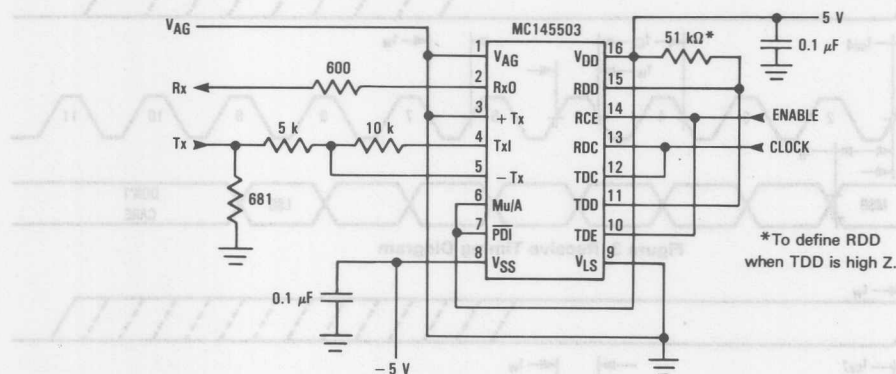 MC145503
VAG
5 V
51 kΩ*
0.1 µF
1 VAG
VDD 16
Rx
600
2 RxO
RDD 15
3 + Tx
RCE 14
ENABLE
Tx
5 k
10 k
4 TxI
RDC 13
CLOCK
5 – Tx
TDC 12
681
6 Mu/A
TDD 11
7 PDI
TDE 10
8 VSS
VLS 9
*To define RDD
when TDD is high Z.
0.1 µF
– 5 V